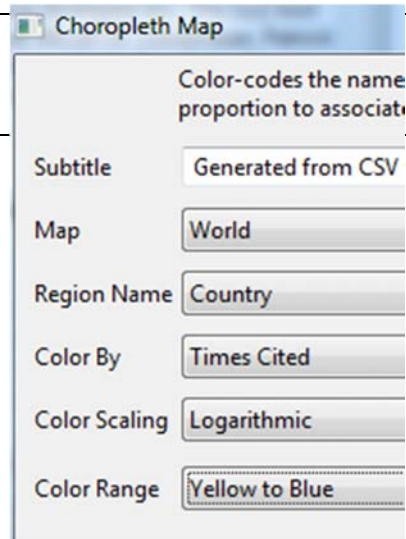 Choropleth Map
Color-codes the name
proportion to associat
Subtitle Generated from CSV
Map World
Region Name Country
Color By Times Cited
Color Scaling Logarithmic
Color Range Yellow to Blue